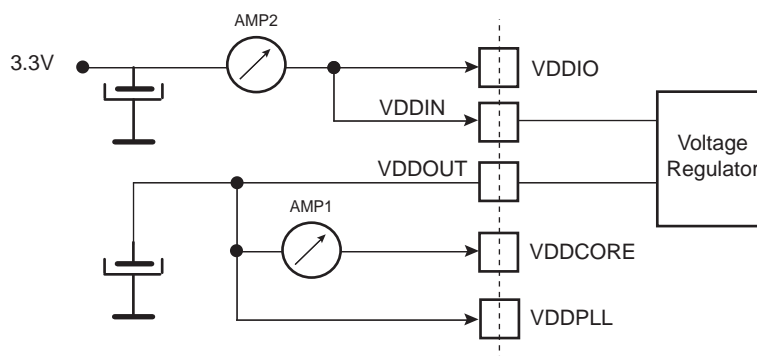 AMP2
3.3V
VDDIO
VDDIN
Voltage
Regulator
VDDOUT
AMP1
VDDCORE
VDDPLL